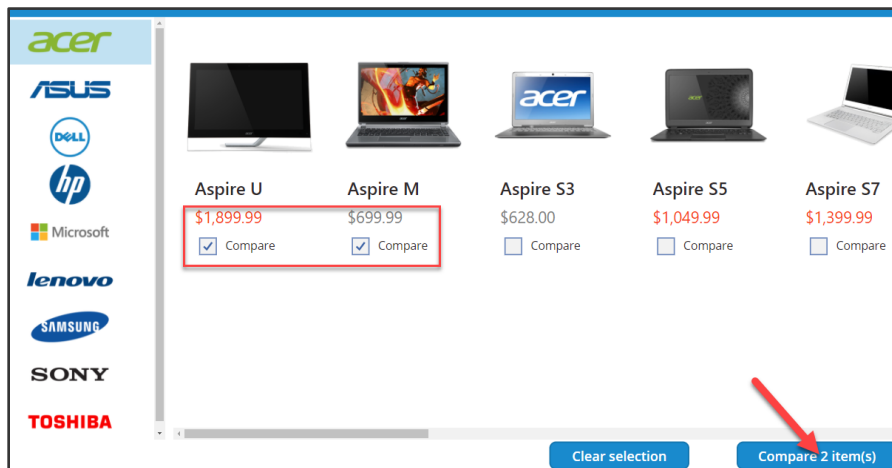 acer
ASUS
DELL
hp
Microsoft
lenovo
SAMSUNG
SONY
TOSHIBA
acer
Aspire U
Aspire M
Aspire S3
Aspire S5
Aspire S7
$1,899.99
$699.99
$628.00
$1,049.99
$1,399.99
Compare
Compare
Compare
Compare
Compare
Clear selection
Compare 2 item(s)